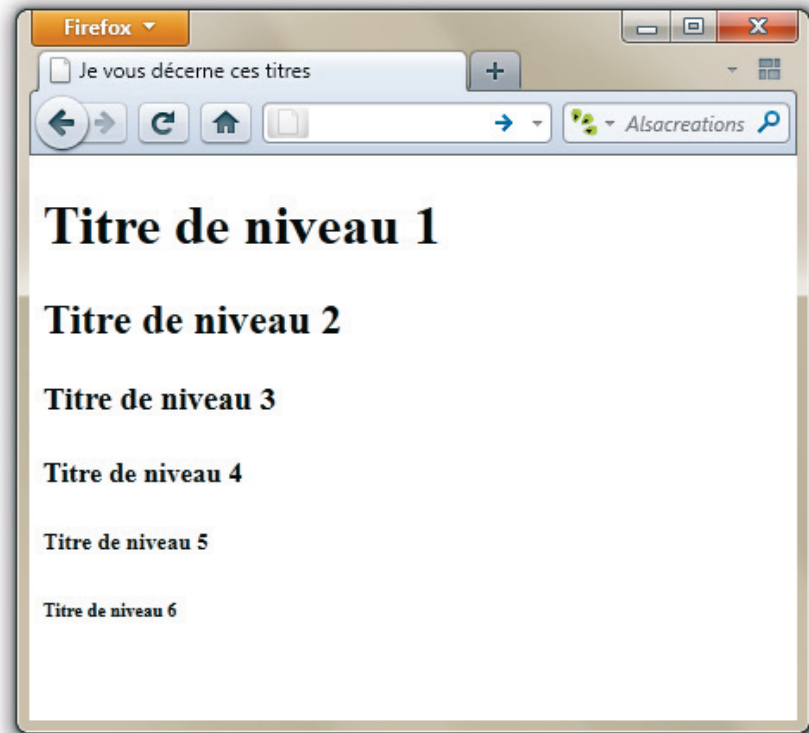 Firefox
Je vous décerne ces titres
Alsacreations
Titre de niveau 1
Titre de niveau 2
Titre de niveau 3
Titre de niveau 4
Titre de niveau 5
Titre de niveau 6